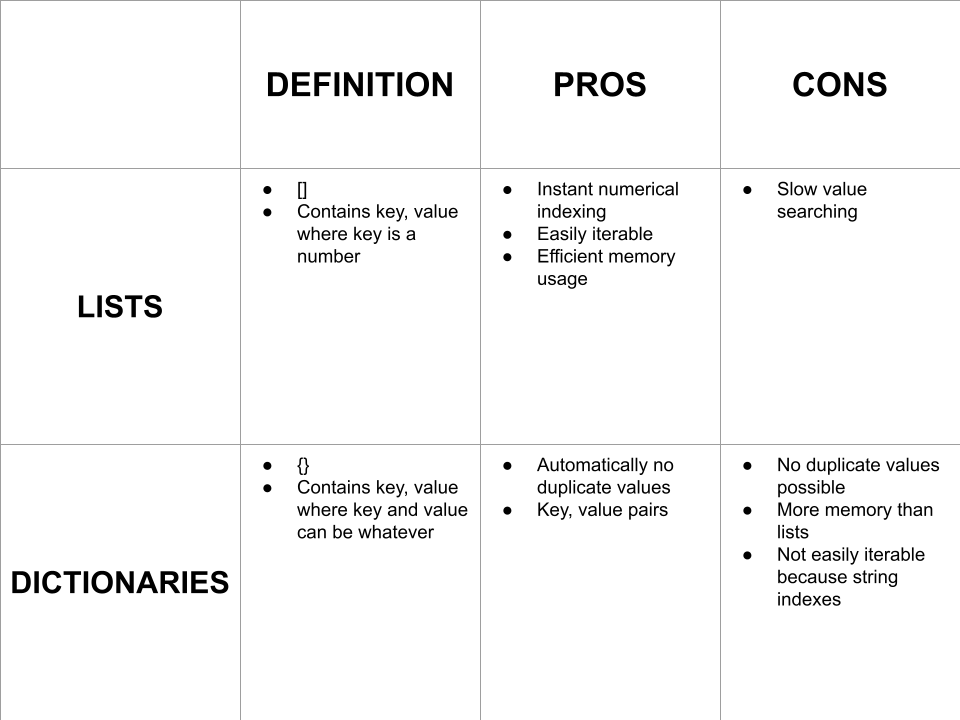 DEFINITION
PROS
CONS
LISTS
● []
● Contains key, value
where key is a
number
● Instant numerical
indexing
● Easily iterable
● Efficient memory
usage
● Slow value
searching
DICTIONARIES
● {}
● Contains key, value
where key and value
can be whatever
● Automatically no
duplicate values
● Key, value pairs
● No duplicate values
possible
● More memory than
lists
● Not easily iterable
because string
indexes